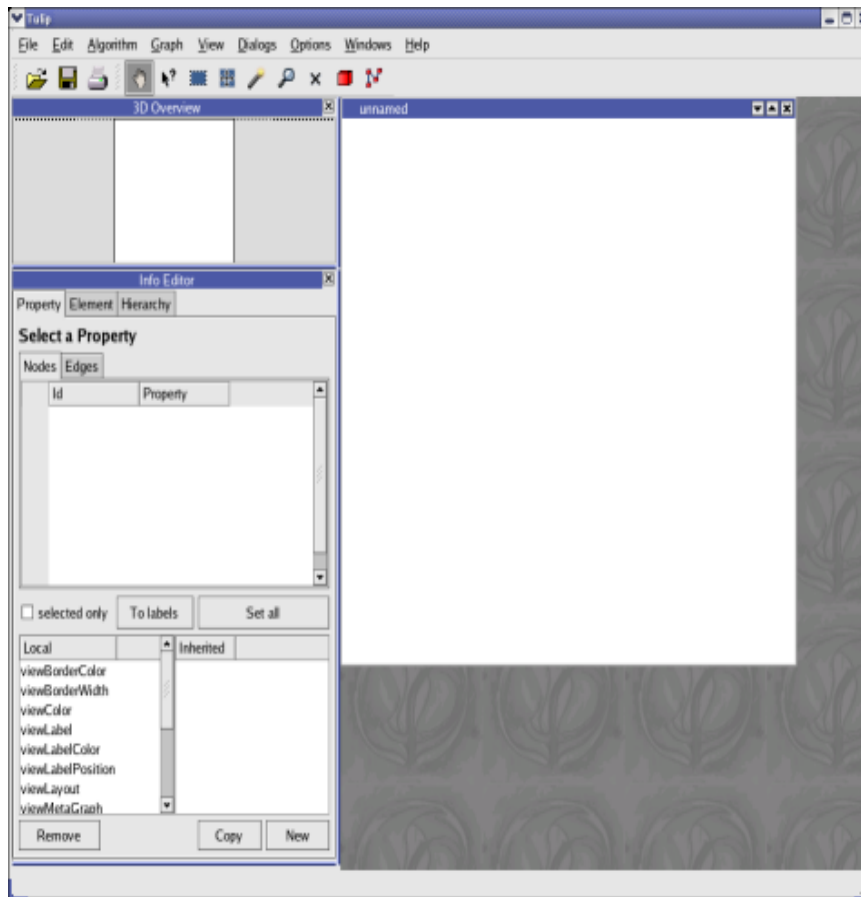 Tulip
File Edit Algorithm Graph View Dialogs Options Windows Help
3D Overview
unnamed
Info Editor
Property Element Hierarchy
Select a Property
Nodes Edges
Id Property
selected only To labels Set all
Local Inherited
viewBorderColor
viewBorderWidth
viewColor
viewLabel
viewLabelColor
viewLabelPosition
viewLayout
viewMetaGraph
Remove Copy New